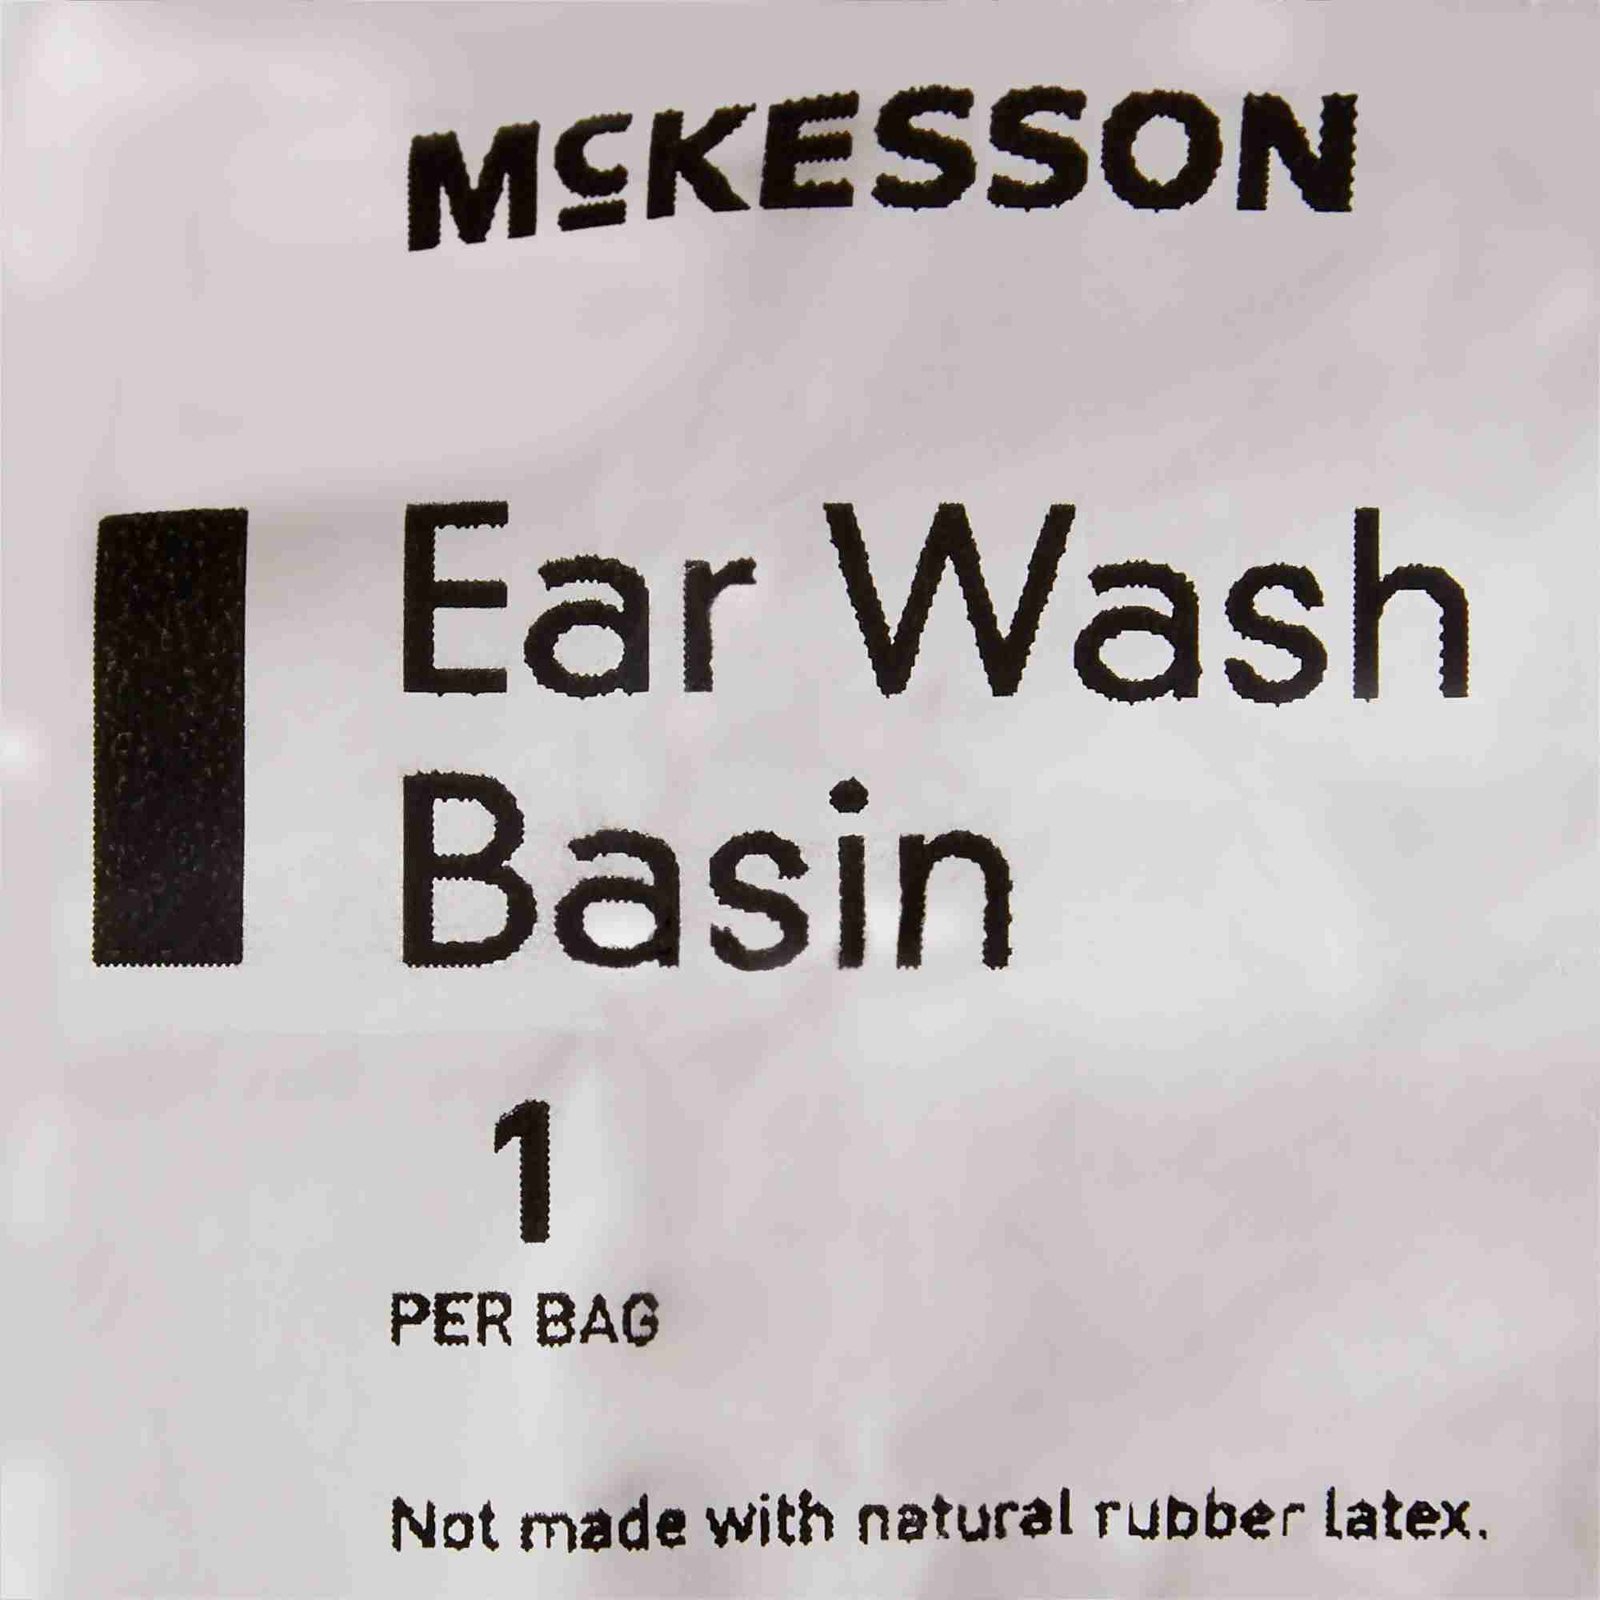 McKESSON
Ear Wash
Basin
1
PER BAG
Not made with natural rubber latex.